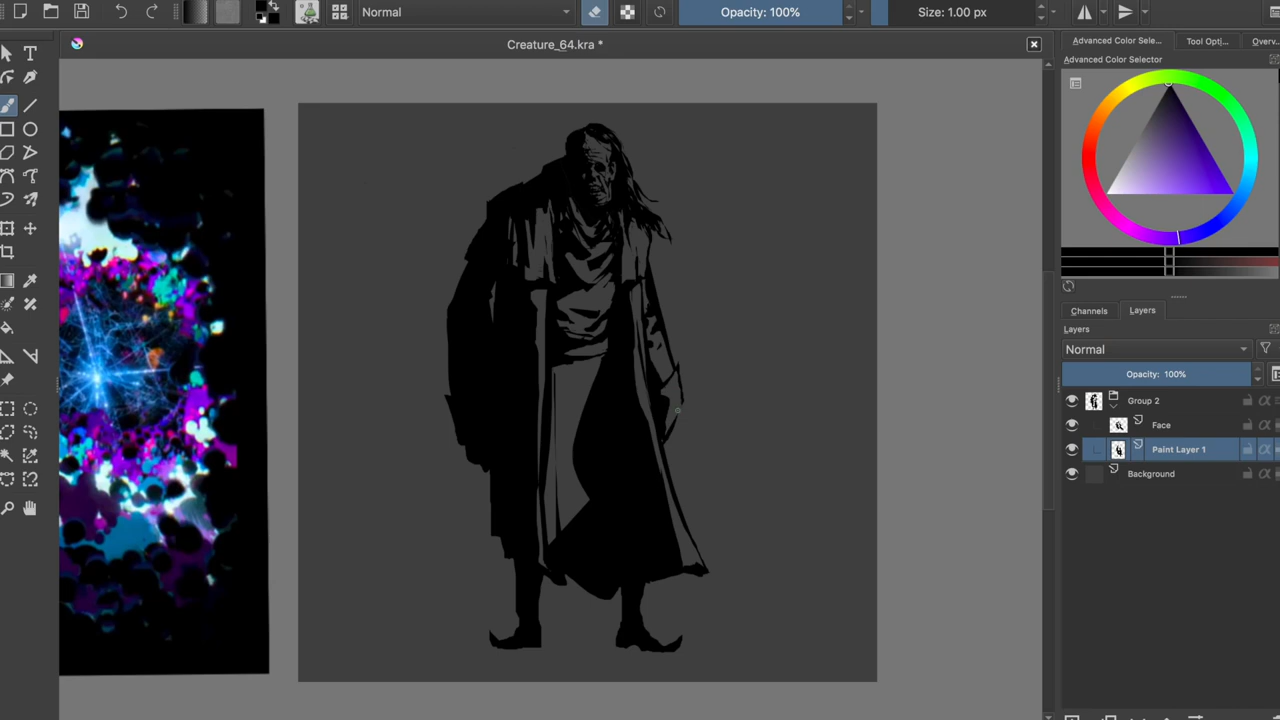 Normal
Opacity: 100%
Size: 1.00 px
Creature_64.kra *
Advanced Color Sele...
Tool Opti...
Overv...
Advanced Color Selector
Channels
Layers
Layers
Normal
Opacity: 100%
Group 2
Face
Paint Layer 1
Background